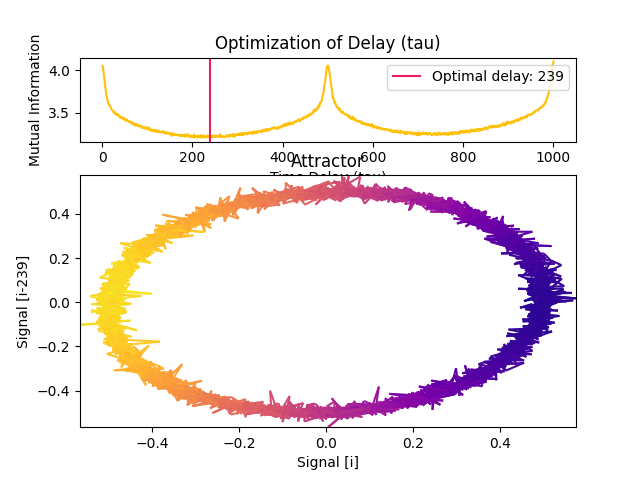 Optimization of Delay (tau)
Mutual Information
4.0
3.5
Optimal delay: 239
0 200 400 600 800 1000
Time Delay (tau)
Attractor
Signal [i-239]
0.4
0.2
0.0
−0.2
−0.4
−0.4 −0.2 0.0 0.2 0.4
Signal [i]